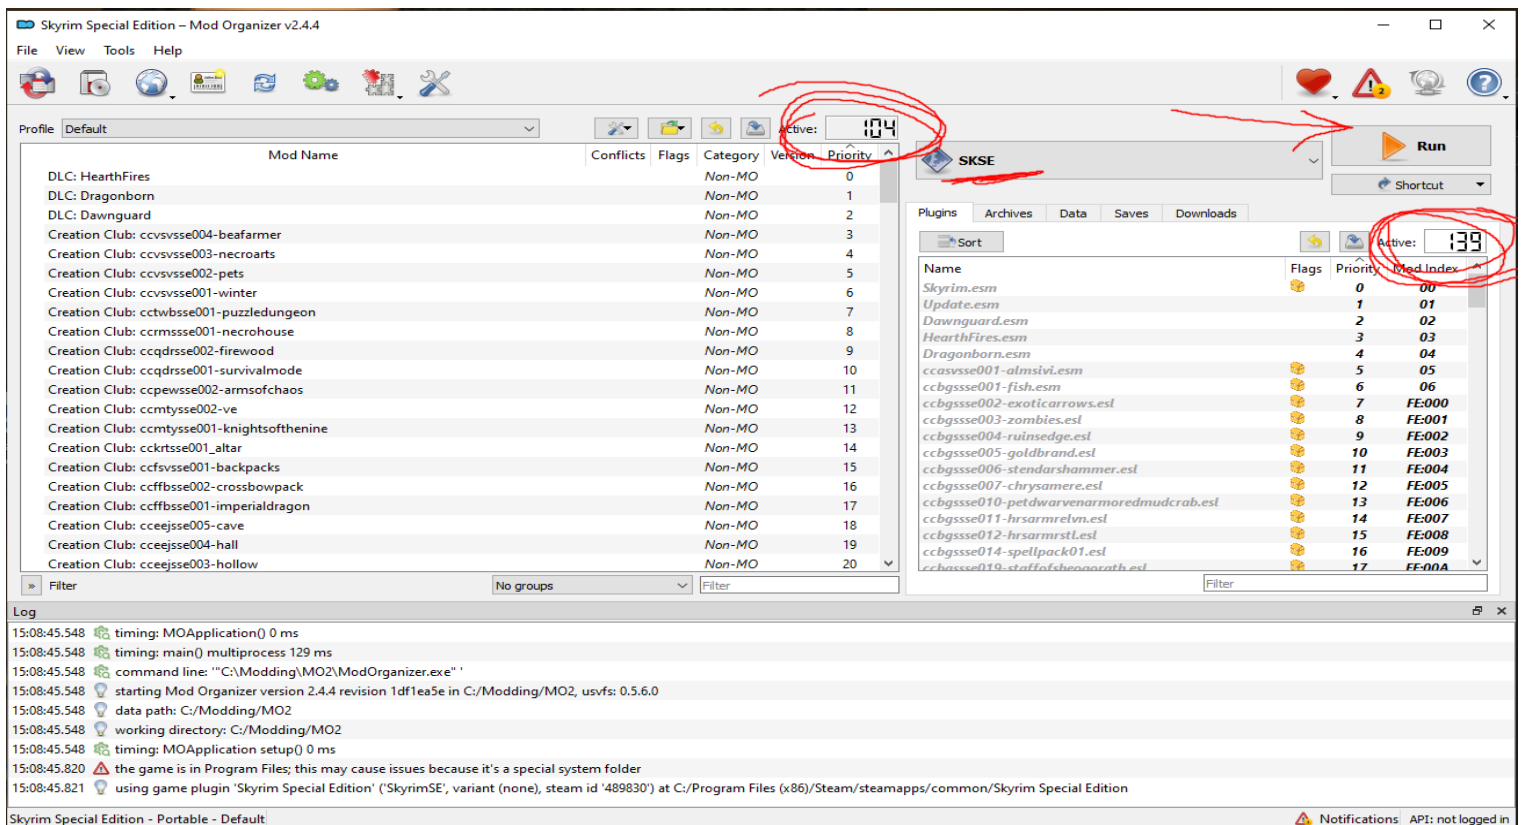 Skyrim Special Edition – Mod Organizer v2.4.4
File View Tools Help
Profile Default
Active: 104
Mod Name Conflicts Flags Category Version Priority
DLC: HearthFires Non-MO 0
DLC: Dragonborn Non-MO 1
DLC: Dawnguard Non-MO 2
Creation Club: ccvsvsse004-beafarmer Non-MO 3
Creation Club: ccvsvsse003-necroarts Non-MO 4
Creation Club: ccvsvsse002-pets Non-MO 5
Creation Club: ccvsvsse001-winter Non-MO 6
Creation Club: cctwbsse001-puzzledungeon Non-MO 7
Creation Club: ccrmssse001-necrohouse Non-MO 8
Creation Club: ccqdrsse002-firewood Non-MO 9
Creation Club: ccqdrsse001-survivalmode Non-MO 10
Creation Club: ccpewsse002-armsofchaos Non-MO 11
Creation Club: ccmtysse002-ve Non-MO 12
Creation Club: ccmtysse001-knightsofthenine Non-MO 13
Creation Club: cckrtsse001_altar Non-MO 14
Creation Club: ccfsvsse001-backpacks Non-MO 15
Creation Club: ccffbsse002-crossbowpack Non-MO 16
Creation Club: ccffbsse001-imperialdragon Non-MO 17
Creation Club: cceejsse005-cave Non-MO 18
Creation Club: cceejsse004-hall Non-MO 19
Creation Club: cceejsse003-hollow Non-MO 20
» Filter No groups Filter
SKSE
Run
Shortcut
Plugins Archives Data Saves Downloads
Sort Active: 139
Name Flags Priority Mod Index
Skyrim.esm 0 00
Update.esm 1 01
Dawnguard.esm 2 02
HearthFires.esm 3 03
Dragonborn.esm 4 04
ccasvsse001-almsivi.esm 5 05
ccbgssse001-fish.esm 6 06
ccbgssse002-exoticarrows.esl 7 FE:000
ccbgssse003-zombies.esl 8 FE:001
ccbgssse004-ruinsedge.esl 9 FE:002
ccbgssse005-goldbrand.esl 10 FE:003
ccbgssse006-stendarshammer.esl 11 FE:004
ccbgssse007-chrysamere.esl 12 FE:005
ccbgssse010-petdwarvenarmoredmudcrab.esl 13 FE:006
ccbgssse011-hrsarmrelvn.esl 14 FE:007
ccbgssse012-hrsarmrstl.esl 15 FE:008
ccbgssse014-spellpack01.esl 16 FE:009
ccbgssse019-staffofsheogorath.esl 17 FE:00A
Filter
Log
15:08:45.548 timing: MOApplication() 0 ms
15:08:45.548 timing: main() multiprocess 129 ms
15:08:45.548 command line: '"C:\Modding\MO2\ModOrganizer.exe" '
15:08:45.548 starting Mod Organizer version 2.4.4 revision 1df1ea5e in C:/Modding/MO2, usvfs: 0.5.6.0
15:08:45.548 data path: C:/Modding/MO2
15:08:45.548 working directory: C:/Modding/MO2
15:08:45.548 timing: MOApplication setup() 0 ms
15:08:45.820 the game is in Program Files; this may cause issues because it's a special system folder
15:08:45.821 using game plugin 'Skyrim Special Edition' ('SkyrimSE', variant (none), steam id '489830') at C:/Program Files (x86)/Steam/steamapps/common/Skyrim Special Edition
Skyrim Special Edition - Portable - Default
Notifications API: not logged in